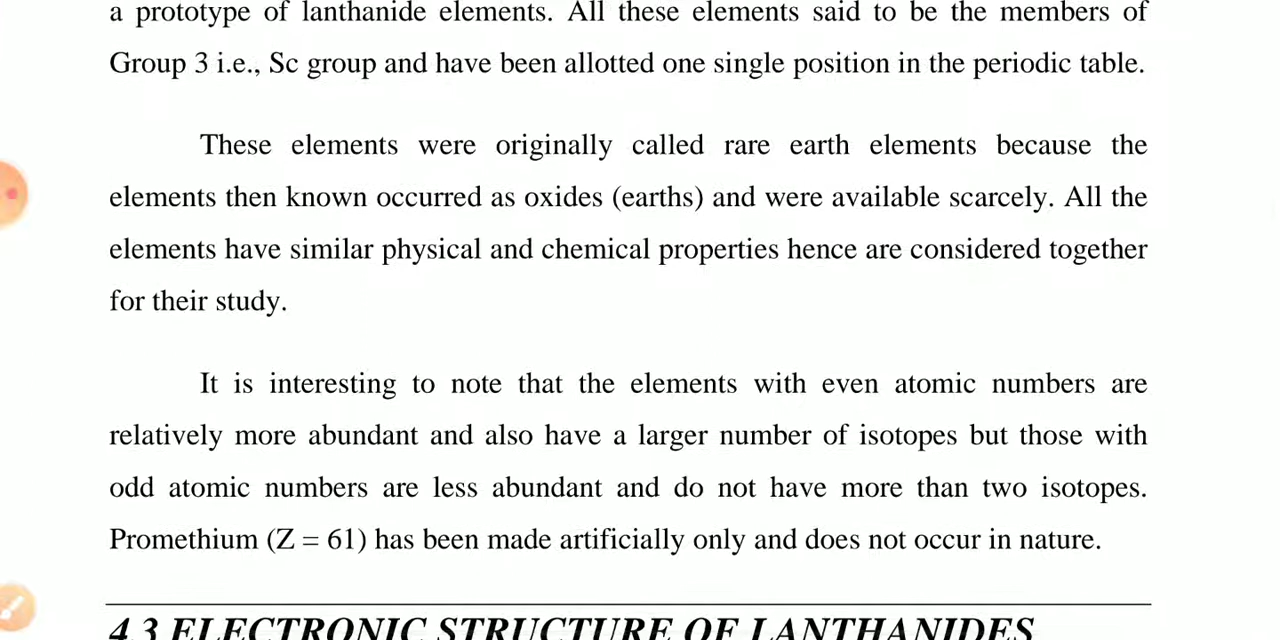 a prototype of lanthanide elements. All these elements said to be the members of
Group 3 i.e., Sc group and have been allotted one single position in the periodic table.
These elements were originally called rare earth elements because the
elements then known occurred as oxides (earths) and were available scarcely. All the
elements have similar physical and chemical properties hence are considered together
for their study.
It is interesting to note that the elements with even atomic numbers are
relatively more abundant and also have a larger number of isotopes but those with
odd atomic numbers are less abundant and do not have more than two isotopes.
Promethium (Z = 61) has been made artificially only and does not occur in nature.
4.3 ELECTRONIC STRUCTURE OF LANTHANIDES